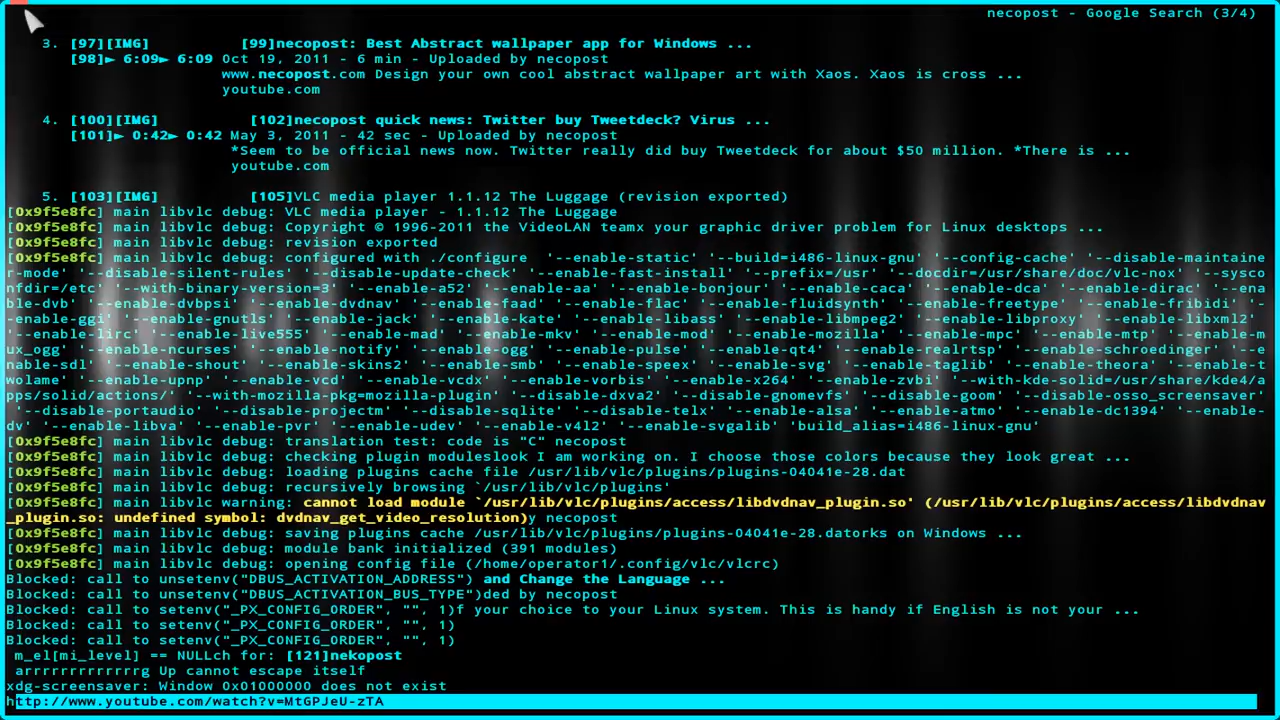 necopost - Google Search (3/4)
3. [97][IMG] [99]necopost: Best Abstract wallpaper app for Windows ...
[98]► 6:09► 6:09 Oct 19, 2011 - 6 min - Uploaded by necopost
www.necopost.com Design your own cool abstract wallpaper art with Xaos. Xaos is cross ...
youtube.com
4. [100][IMG] [102]necopost quick news: Twitter buy Tweetdeck? Virus ...
[101]► 0:42► 0:42 May 3, 2011 - 42 sec - Uploaded by necopost
*Seem to be official news now. Twitter really did buy Tweetdeck for about $50 million. *There is ...
youtube.com
5. [103][IMG] [105]VLC media player 1.1.12 The Luggage (revision exported)
[0x9f5e8fc] main libvlc debug: VLC media player - 1.1.12 The Luggage
[0x9f5e8fc] main libvlc debug: Copyright © 1996-2011 the VideoLAN teamx your graphic driver problem for Linux desktops ...
[0x9f5e8fc] main libvlc debug: revision exported
[0x9f5e8fc] main libvlc debug: configured with ./configure '--enable-static' '--build=i486-linux-gnu' '--config-cache' '--disable-maintaine
r-mode' '--disable-silent-rules' '--disable-update-check' '--enable-fast-install' '--prefix=/usr' '--docdir=/usr/share/doc/vlc-nox' '--sysco
nfdir=/etc' '--with-binary-version=3' '--enable-a52' '--enable-aa' '--enable-bonjour' '--enable-caca' '--enable-dca' '--enable-dirac' '--ena
ble-dvb' '--enable-dvbpsi' '--enable-dvdnav' '--enable-faad' '--enable-flac' '--enable-fluidsynth' '--enable-freetype' '--enable-fribidi' '-
-enable-ggi' '--enable-gnutls' '--enable-jack' '--enable-kate' '--enable-libass' '--enable-libmpeg2' '--enable-libproxy' '--enable-libxml2'
'--enable-lirc' '--enable-live555' '--enable-mad' '--enable-mkv' '--enable-mod' '--enable-mozilla' '--enable-mpc' '--enable-mtp' '--enable-m
ux_ogg' '--enable-ncurses' '--enable-notify' '--enable-ogg' '--enable-pulse' '--enable-qt4' '--enable-realrtsp' '--enable-schroedinger' '--e
nable-sdl' '--enable-shout' '--enable-skins2' '--enable-smb' '--enable-speex' '--enable-svg' '--enable-taglib' '--enable-theora' '--enable-t
wolame' '--enable-upnp' '--enable-vcd' '--enable-vcdx' '--enable-vorbis' '--enable-x264' '--enable-zvbi' '--with-kde-solid=/usr/share/kde4/a
pps/solid/actions/' '--with-mozilla-pkg=mozilla-plugin' '--disable-dxva2' '--disable-gnomevfs' '--disable-goom' '--disable-osso_screensaver'
'--disable-portaudio' '--disable-projectm' '--disable-sqlite' '--disable-telx' '--enable-alsa' '--enable-atmo' '--enable-dc1394' '--enable-
dv' '--enable-libva' '--enable-pvr' '--enable-udev' '--enable-v4l2' '--enable-svgalib' 'build_alias=i486-linux-gnu'
[0x9f5e8fc] main libvlc debug: translation test: code is "C" necopost
[0x9f5e8fc] main libvlc debug: checking plugin moduleslook I am working on. I choose those colors because they look great ...
[0x9f5e8fc] main libvlc debug: loading plugins cache file /usr/lib/vlc/plugins/plugins-04041e-28.dat
[0x9f5e8fc] main libvlc debug: recursively browsing `/usr/lib/vlc/plugins'
[0x9f5e8fc] main libvlc warning: cannot load module `/usr/lib/vlc/plugins/access/libdvdnav_plugin.so' (/usr/lib/vlc/plugins/access/libdvdnav
_plugin.so: undefined symbol: dvdnav_get_video_resolution)y necopost
[0x9f5e8fc] main libvlc debug: saving plugins cache /usr/lib/vlc/plugins/plugins-04041e-28.datorks on Windows ...
[0x9f5e8fc] main libvlc debug: module bank initialized (391 modules)
[0x9f5e8fc] main libvlc debug: opening config file (/home/operator1/.config/vlc/vlcrc)
Blocked: call to unsetenv("DBUS_ACTIVATION_ADDRESS") and Change the Language ...
Blocked: call to unsetenv("DBUS_ACTIVATION_BUS_TYPE")ded by necopost
Blocked: call to setenv("_PX_CONFIG_ORDER", "", 1)f your choice to your Linux system. This is handy if English is not your ...
Blocked: call to setenv("_PX_CONFIG_ORDER", "", 1)
Blocked: call to setenv("_PX_CONFIG_ORDER", "", 1)
m_el[mi_level] == NULLch for: [121]nekopost
arrrrrrrrrrrrg Up cannot escape itself
xdg-screensaver: Window 0x01000000 does not exist
http://www.youtube.com/watch?v=MtGPJeU-zTA